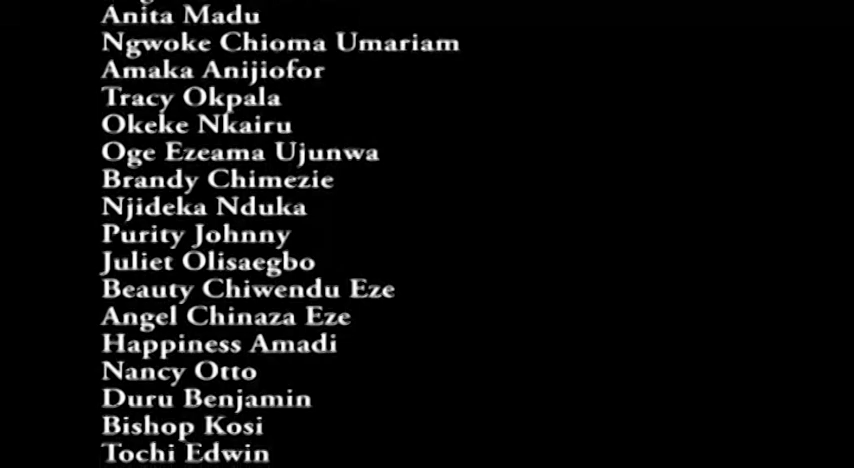 Anita Madu
Ngwoke Chioma Umariam
Amaka Anijiofor
Tracy Okpala
Okeke Nkairu
Oge Ezeama Ujunwa
Brandy Chimezie
Njideka Nduka
Purity Johnny
Juliet Olisaegbo
Beauty Chiwendu Eze
Angel Chinaza Eze
Happiness Amadi
Nancy Otto
Duru Benjamin
Bishop Kosi
Tochi Edwin